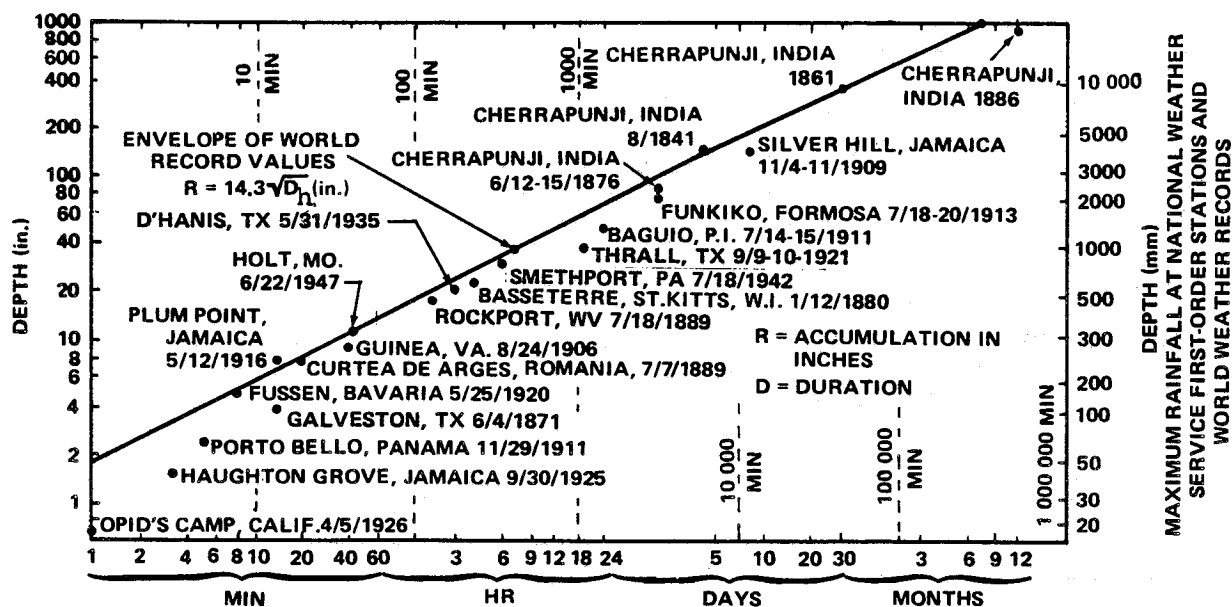 1000
800
600
400
200
100
80
60
40
20
10
8
6
4
2
1
DEPTH (in.)
10 MIN
100 MIN
1000 MIN
10 000 MIN
100 000 MIN
1 000 000 MIN
CHERRAPUNJI, INDIA
1861
CHERRAPUNJI,
INDIA 1886
CHERRAPUNJI, INDIA
8/1841
ENVELOPE OF WORLD
RECORD VALUES
R = 14.3√Dh (in.)
SILVER HILL, JAMAICA
11/4-11/1909
CHERRAPUNJI, INDIA
6/12-15/1876
D'HANIS, TX 5/31/1935
FUNKIKO, FORMOSA 7/18-20/1913
BAGUIO, P.I. 7/14-15/1911
THRALL, TX 9/9-10-1921
HOLT, MO.
6/22/1947
SMETHPORT, PA 7/18/1942
BASSETERRE, ST.KITTS, W.I. 1/12/1880
ROCKPORT, WV 7/18/1889
PLUM POINT,
JAMAICA
5/12/1916
GUINEA, VA. 8/24/1906
CURTEA DE ARGES, ROMANIA, 7/7/1889
R = ACCUMULATION IN
INCHES
D = DURATION
FUSSEN, BAVARIA 5/25/1920
GALVESTON, TX 6/4/1871
PORTO BELLO, PANAMA 11/29/1911
HAUGHTON GROVE, JAMAICA 9/30/1925
OPID'S CAMP, CALIF.4/5/1926
10 000
5000
3000
2000
1000
500
300
200
100
50
30
20
DEPTH (mm)
MAXIMUM RAINFALL AT NATIONAL WEATHER
SERVICE FIRST-ORDER STATIONS AND
WORLD WEATHER RECORDS
1 2 4 6 8 10 20 40 60 3 6 9 12 18 24 5 10 20 30 3 6 9 12
MIN HR DAYS MONTHS